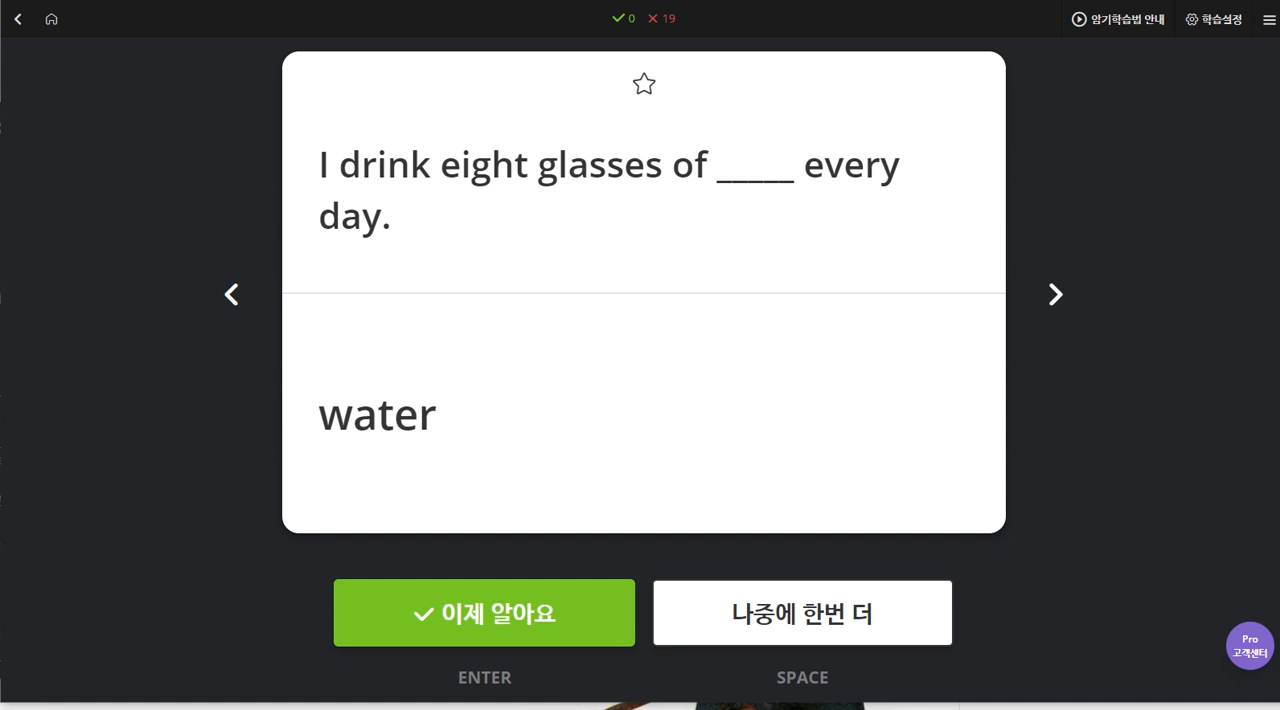 0 19 암기학습법 안내 학습설정
I drink eight glasses of _____ every
day.
water
이제 알아요 나중에 한번 더
ENTER SPACE
Pro
고객센터